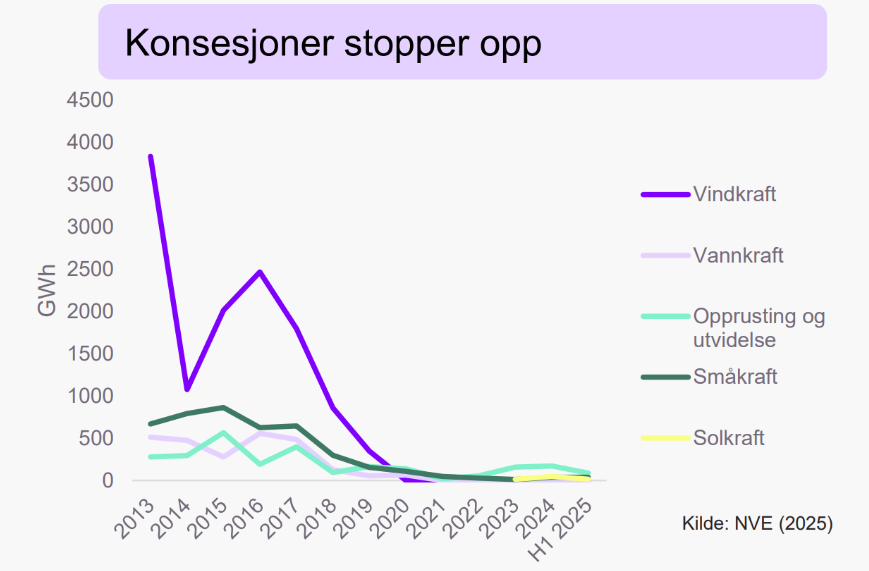 Konsesjoner stopper opp
4500
4000
3500
3000
2500
2000
1500
1000
500
0
GWh
2013
2014
2015
2016
2017
2018
2019
2020
2021
2022
2023
2024
H1 2025
Vindkraft
Vannkraft
Opprusting og
utvidelse
Småkraft
Solkraft
Kilde: NVE (2025)